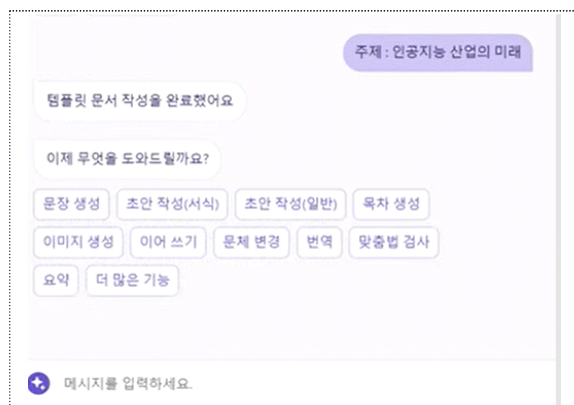 주제 : 인공지능 산업의 미래
템플릿 문서 작성을 완료했어요
이제 무엇을 도와드릴까요?
문장 생성 초안 작성(서식) 초안 작성(일반) 목차 생성
이미지 생성 이어 쓰기 문체 변경 번역 맞춤법 검사
요약 더 많은 기능
메시지를 입력하세요.